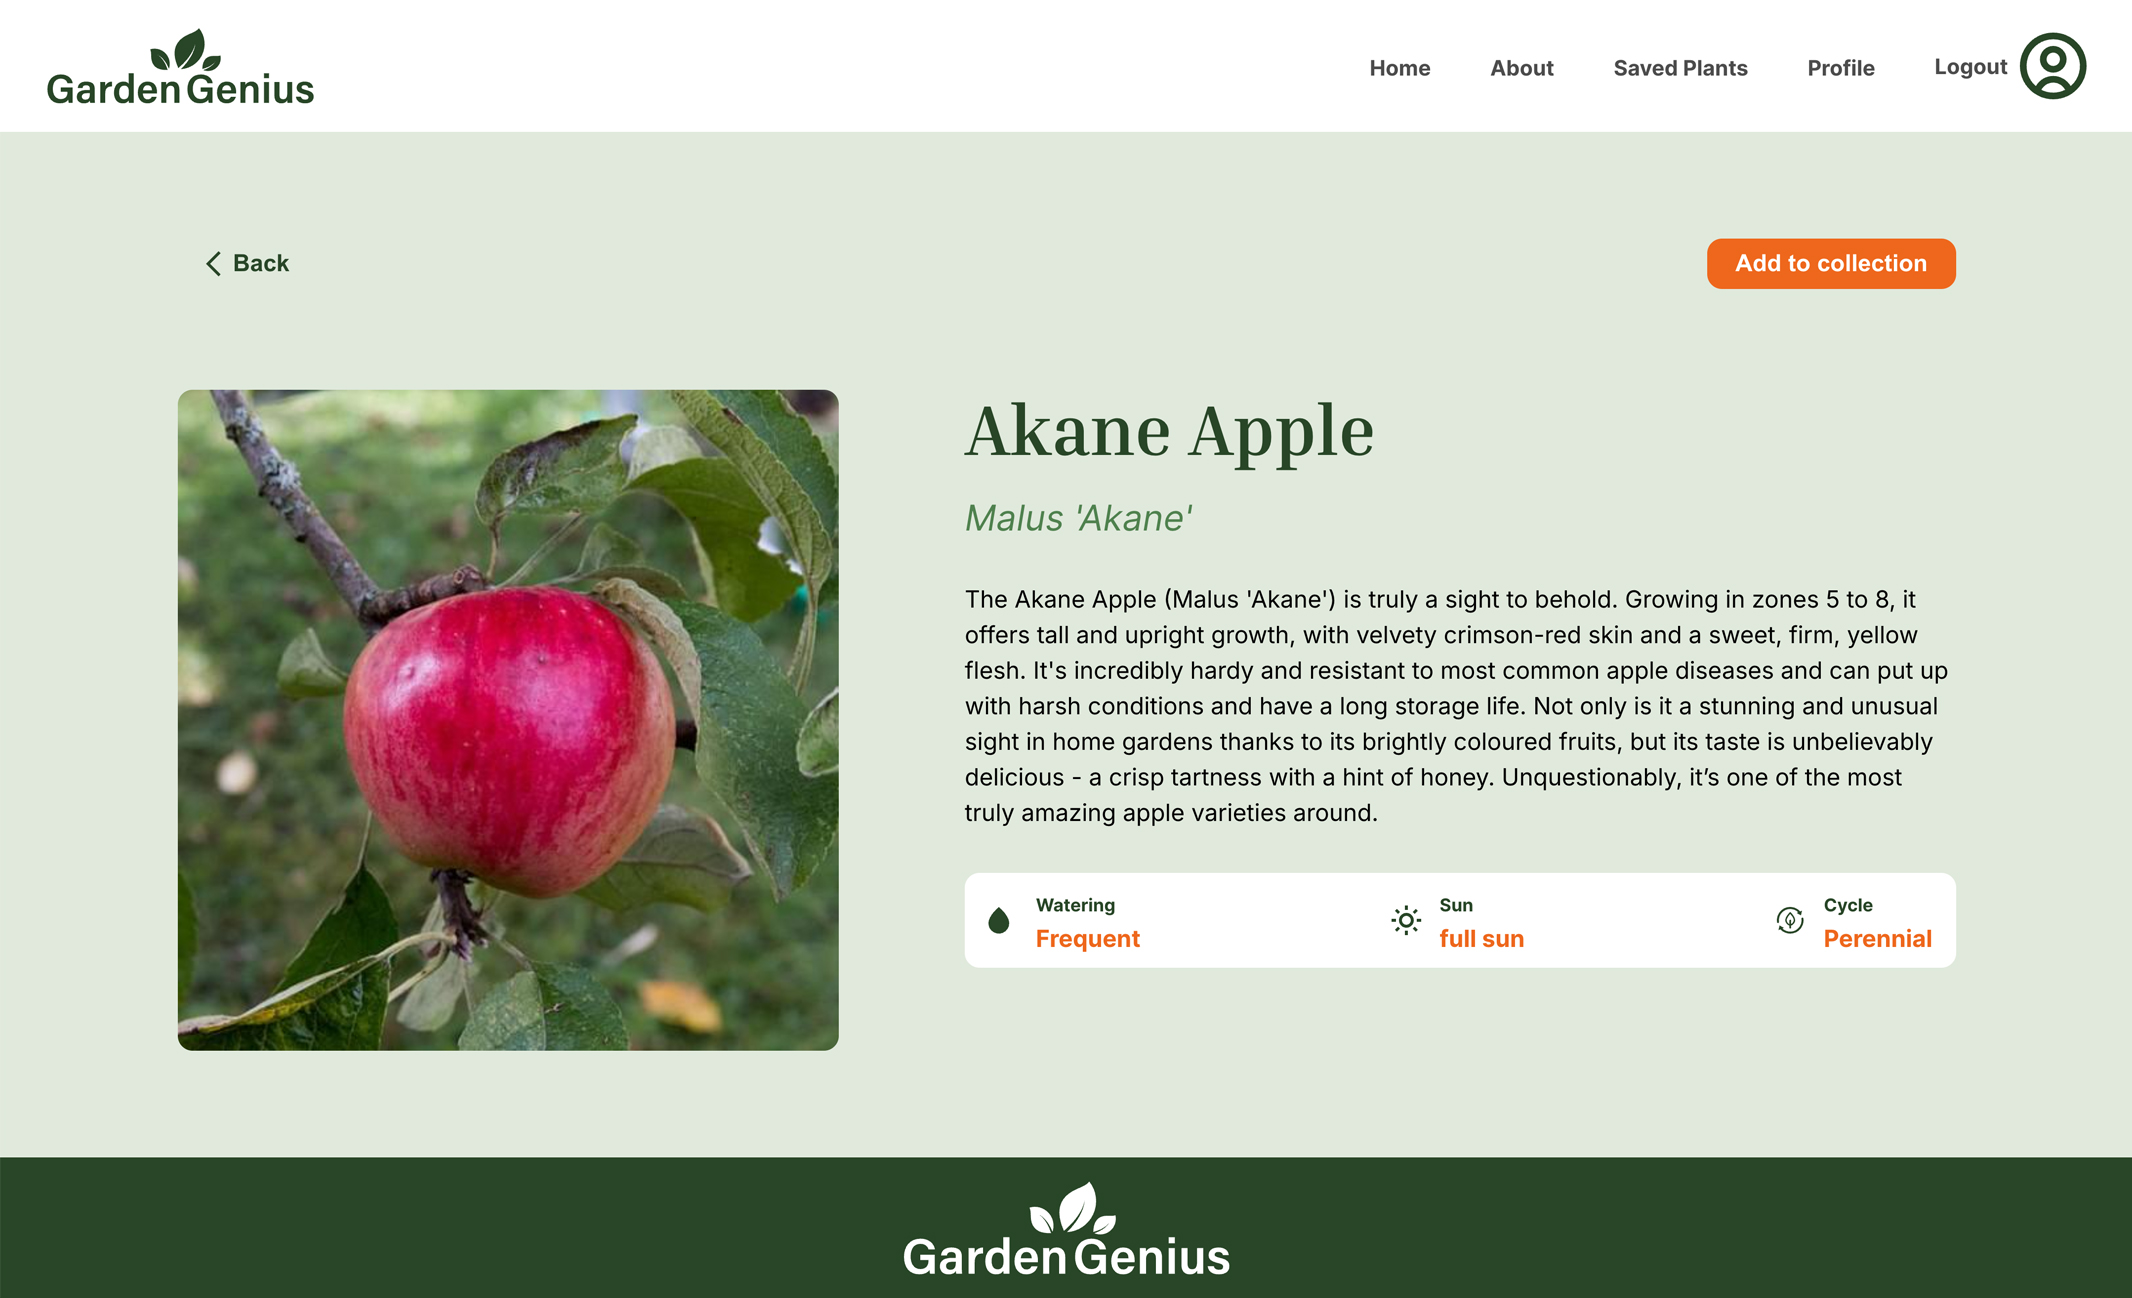 Garden Genius
Home
About
Saved Plants
Profile
Logout
Back
Add to collection
Akane Apple
Malus 'Akane'
The Akane Apple (Malus 'Akane') is truly a sight to behold. Growing in zones 5 to 8, it
offers tall and upright growth, with velvety crimson-red skin and a sweet, firm, yellow
flesh. It's incredibly hardy and resistant to most common apple diseases and can put up
with harsh conditions and have a long storage life. Not only is it a stunning and unusual
sight in home gardens thanks to its brightly coloured fruits, but its taste is unbelievably
delicious - a crisp tartness with a hint of honey. Unquestionably, it’s one of the most
truly amazing apple varieties around.
Watering
Frequent
Sun
full sun
Cycle
Perennial
Garden Genius